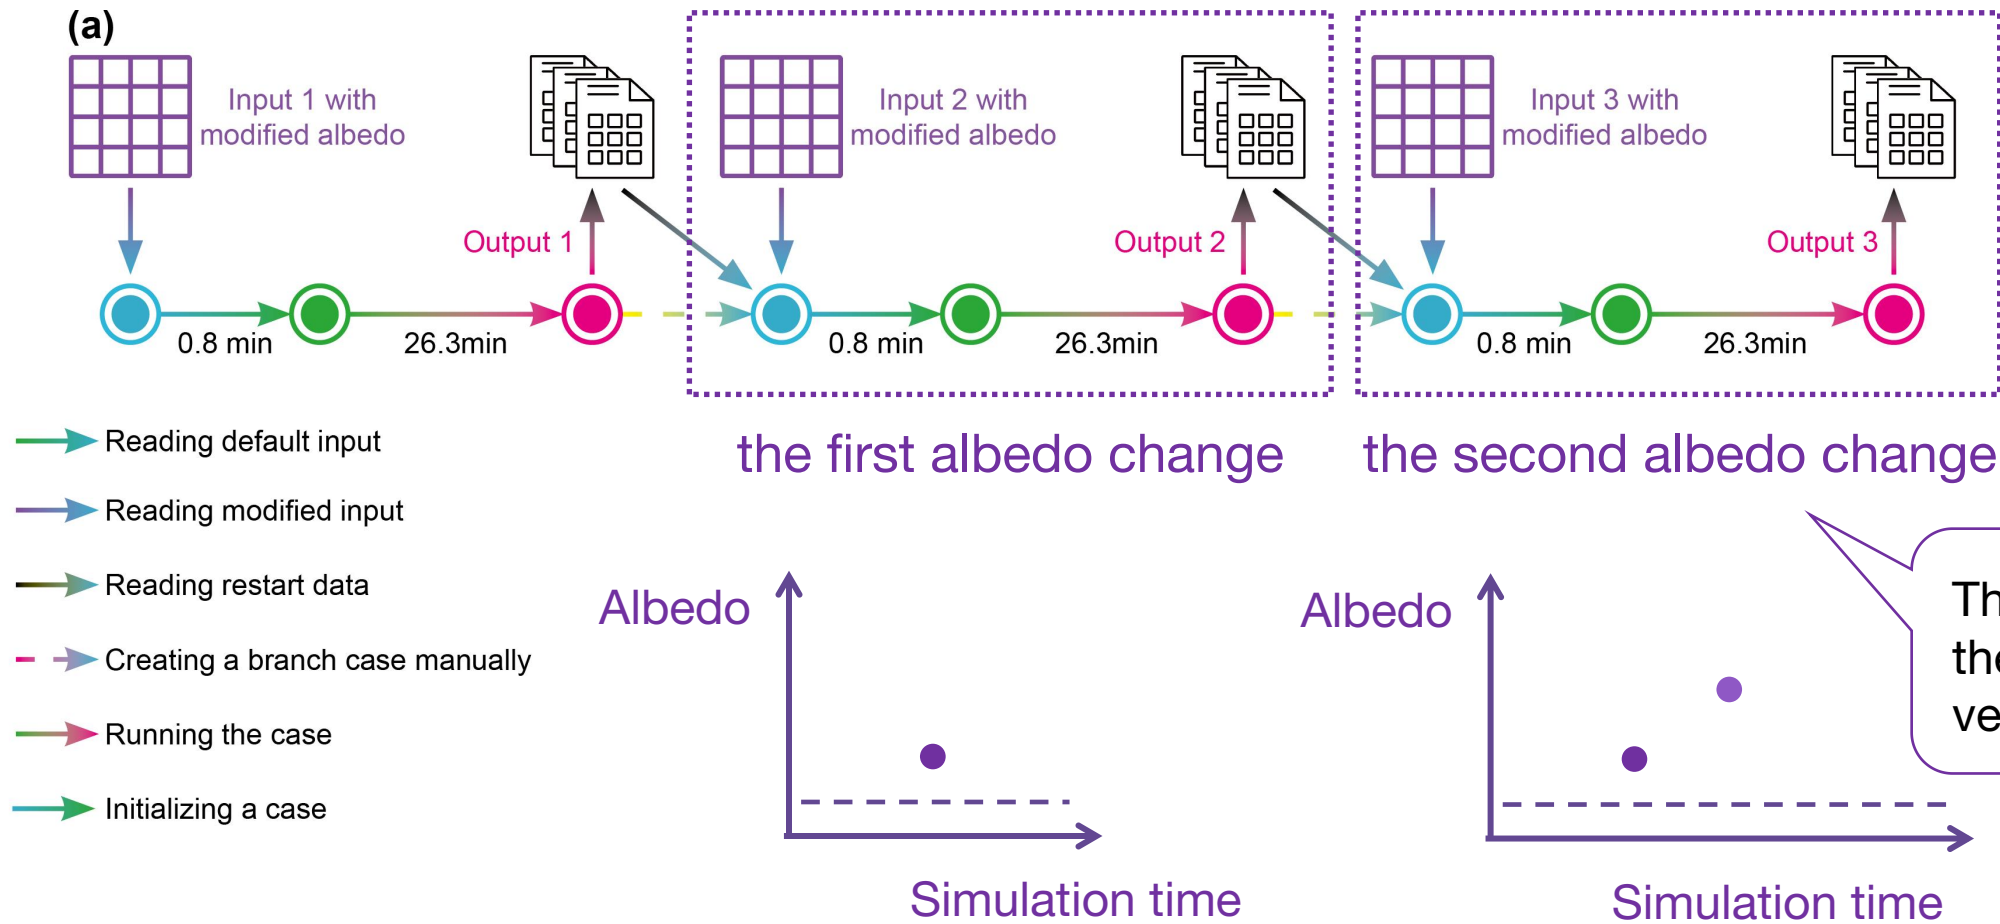 (a)
Input 1 with
modified albedo
Input 2 with
modified albedo
Input 3 with
modified albedo
Output 1
Output 2
Output 3
0.8 min
26.3min
0.8 min
26.3min
0.8 min
26.3min
the first albedo change
the second albedo change
Reading default input
Reading modified input
Reading restart data
Creating a branch case manually
Running the case
Initializing a case
Albedo
Simulation time
Albedo
Simulation time